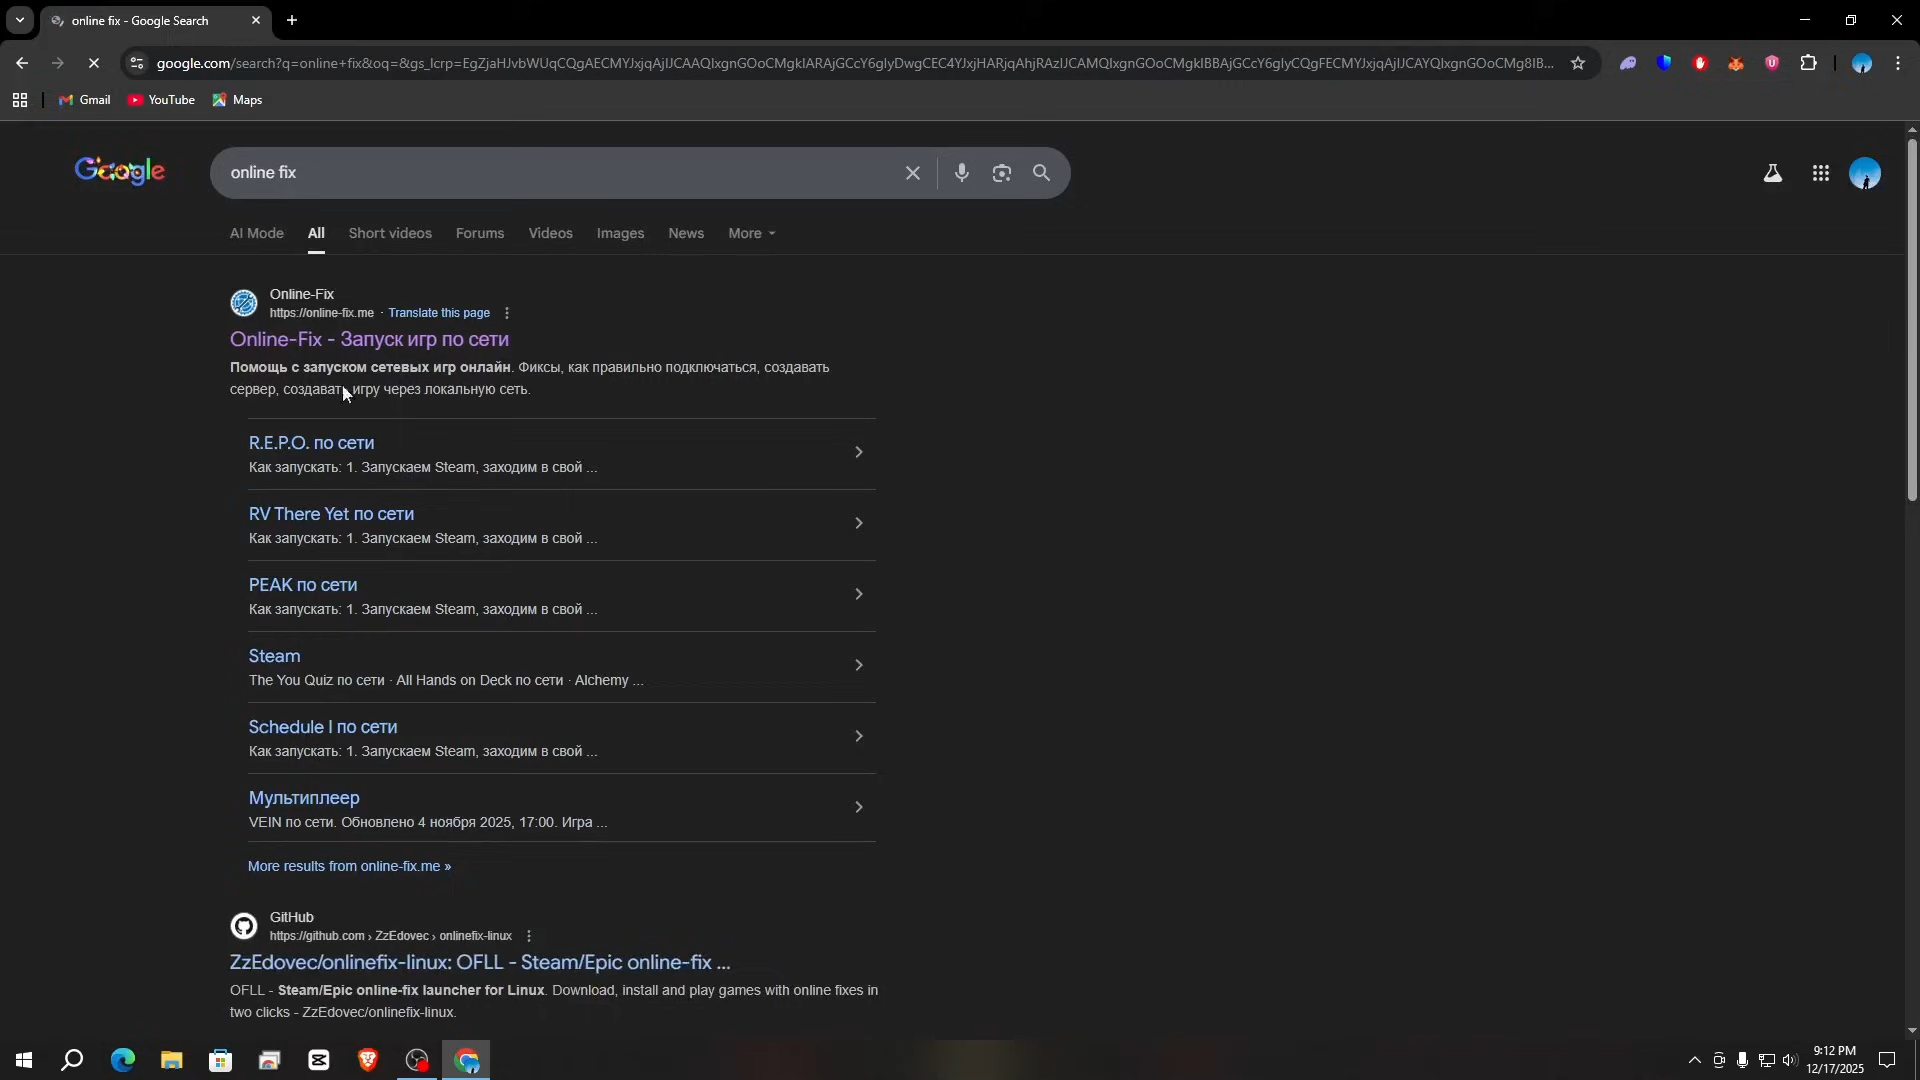 online fix - Google Search
google.com/search?q=online+fix&oq=&gs_lcrp=EgZjaHJvbWUqCQgAECMYJxjqAjIJCAAQIxgnGOoCMgkIARAjGCcY6gIyDwgCEC4YJxjHARjqAhjRAzIJCAMQIxgnGOoCMgkIBBAjGCcY6gIyCQgFECMYJxjqAjIJCAYQIxgnGOoCMg8IB...
Gmail
YouTube
Maps
Google
online fix
AI Mode
All
Short videos
Forums
Videos
Images
News
More
Online-Fix
https://online-fix.me · Translate this page
Online-Fix - Запуск игр по сети
Помощь с запуском сетевых игр онлайн. Фиксы, как правильно подключаться, создавать
сервер, создавать игру через локальную сеть.
R.E.P.O. по сети
Как запускать: 1. Запускаем Steam, заходим в свой ...
RV There Yet по сети
Как запускать: 1. Запускаем Steam, заходим в свой ...
PEAK по сети
Как запускать: 1. Запускаем Steam, заходим в свой ...
Steam
The You Quiz по сети · All Hands on Deck по сети · Alchemy ...
Schedule I по сети
Как запускать: 1. Запускаем Steam, заходим в свой ...
Мультиплеер
VEIN по сети. Обновлено 4 ноября 2025, 17:00. Игра ...
More results from online-fix.me »
GitHub
https://github.com › ZzEdovec › onlinefix-linux
ZzEdovec/onlinefix-linux: OFLL - Steam/Epic online-fix ...
OFLL - Steam/Epic online-fix launcher for Linux. Download, install and play games with online fixes in
two clicks - ZzEdovec/onlinefix-linux.
9:12 PM
12/17/2025